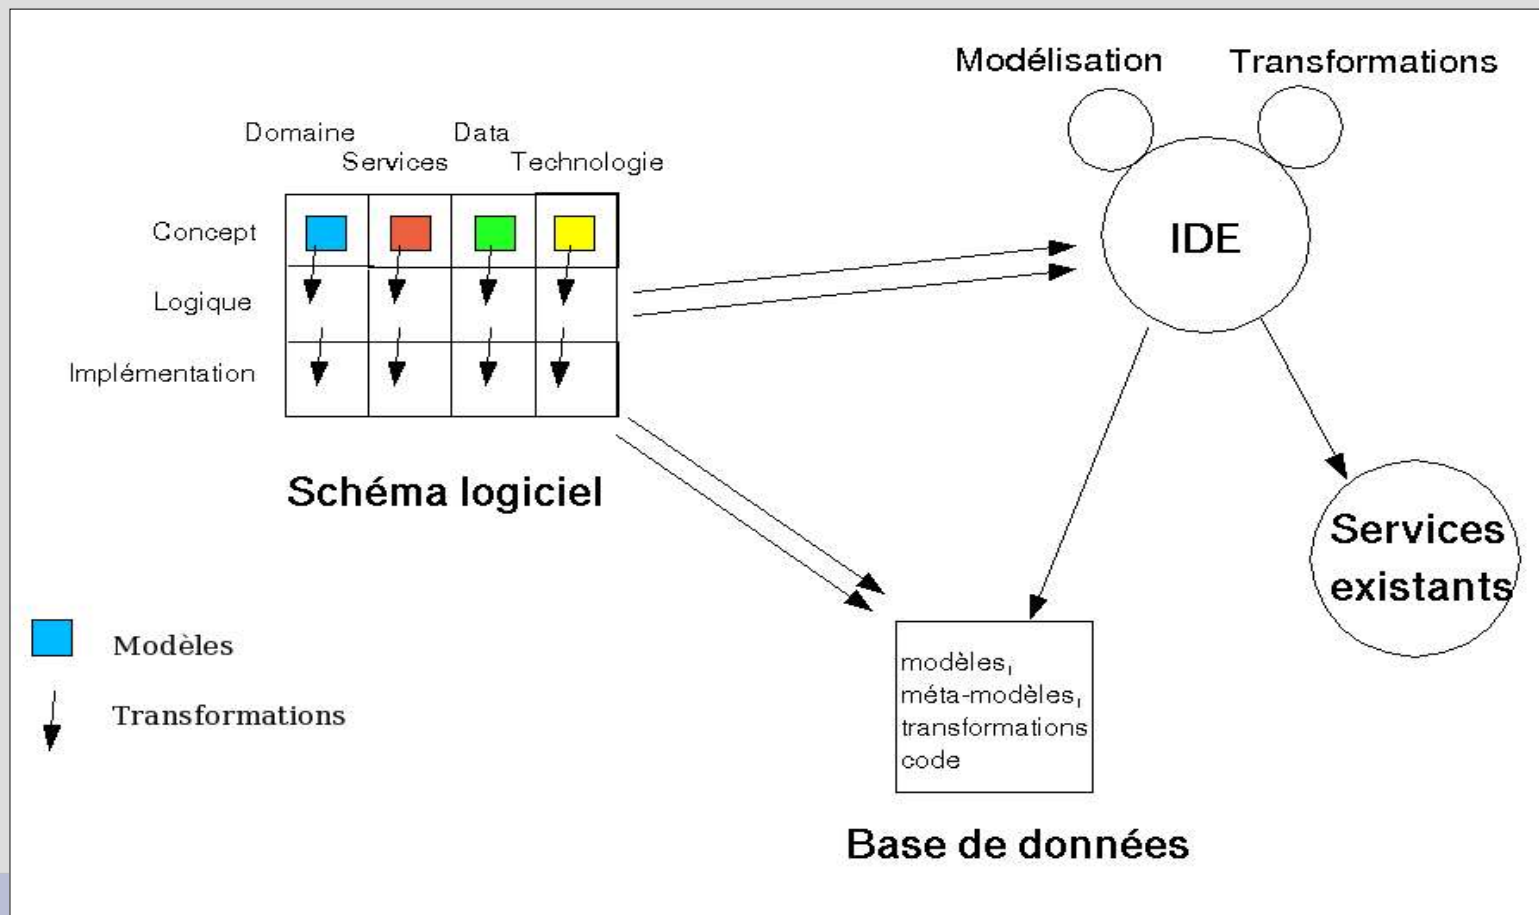 Modélisation
Transformations
Domaine
Data
Services
Technologie
Concept
Logique
Implémentation
IDE
Schéma logiciel
Services
existants
Modèles
Transformations
modèles,
méta-modèles,
transformations
code
Base de données